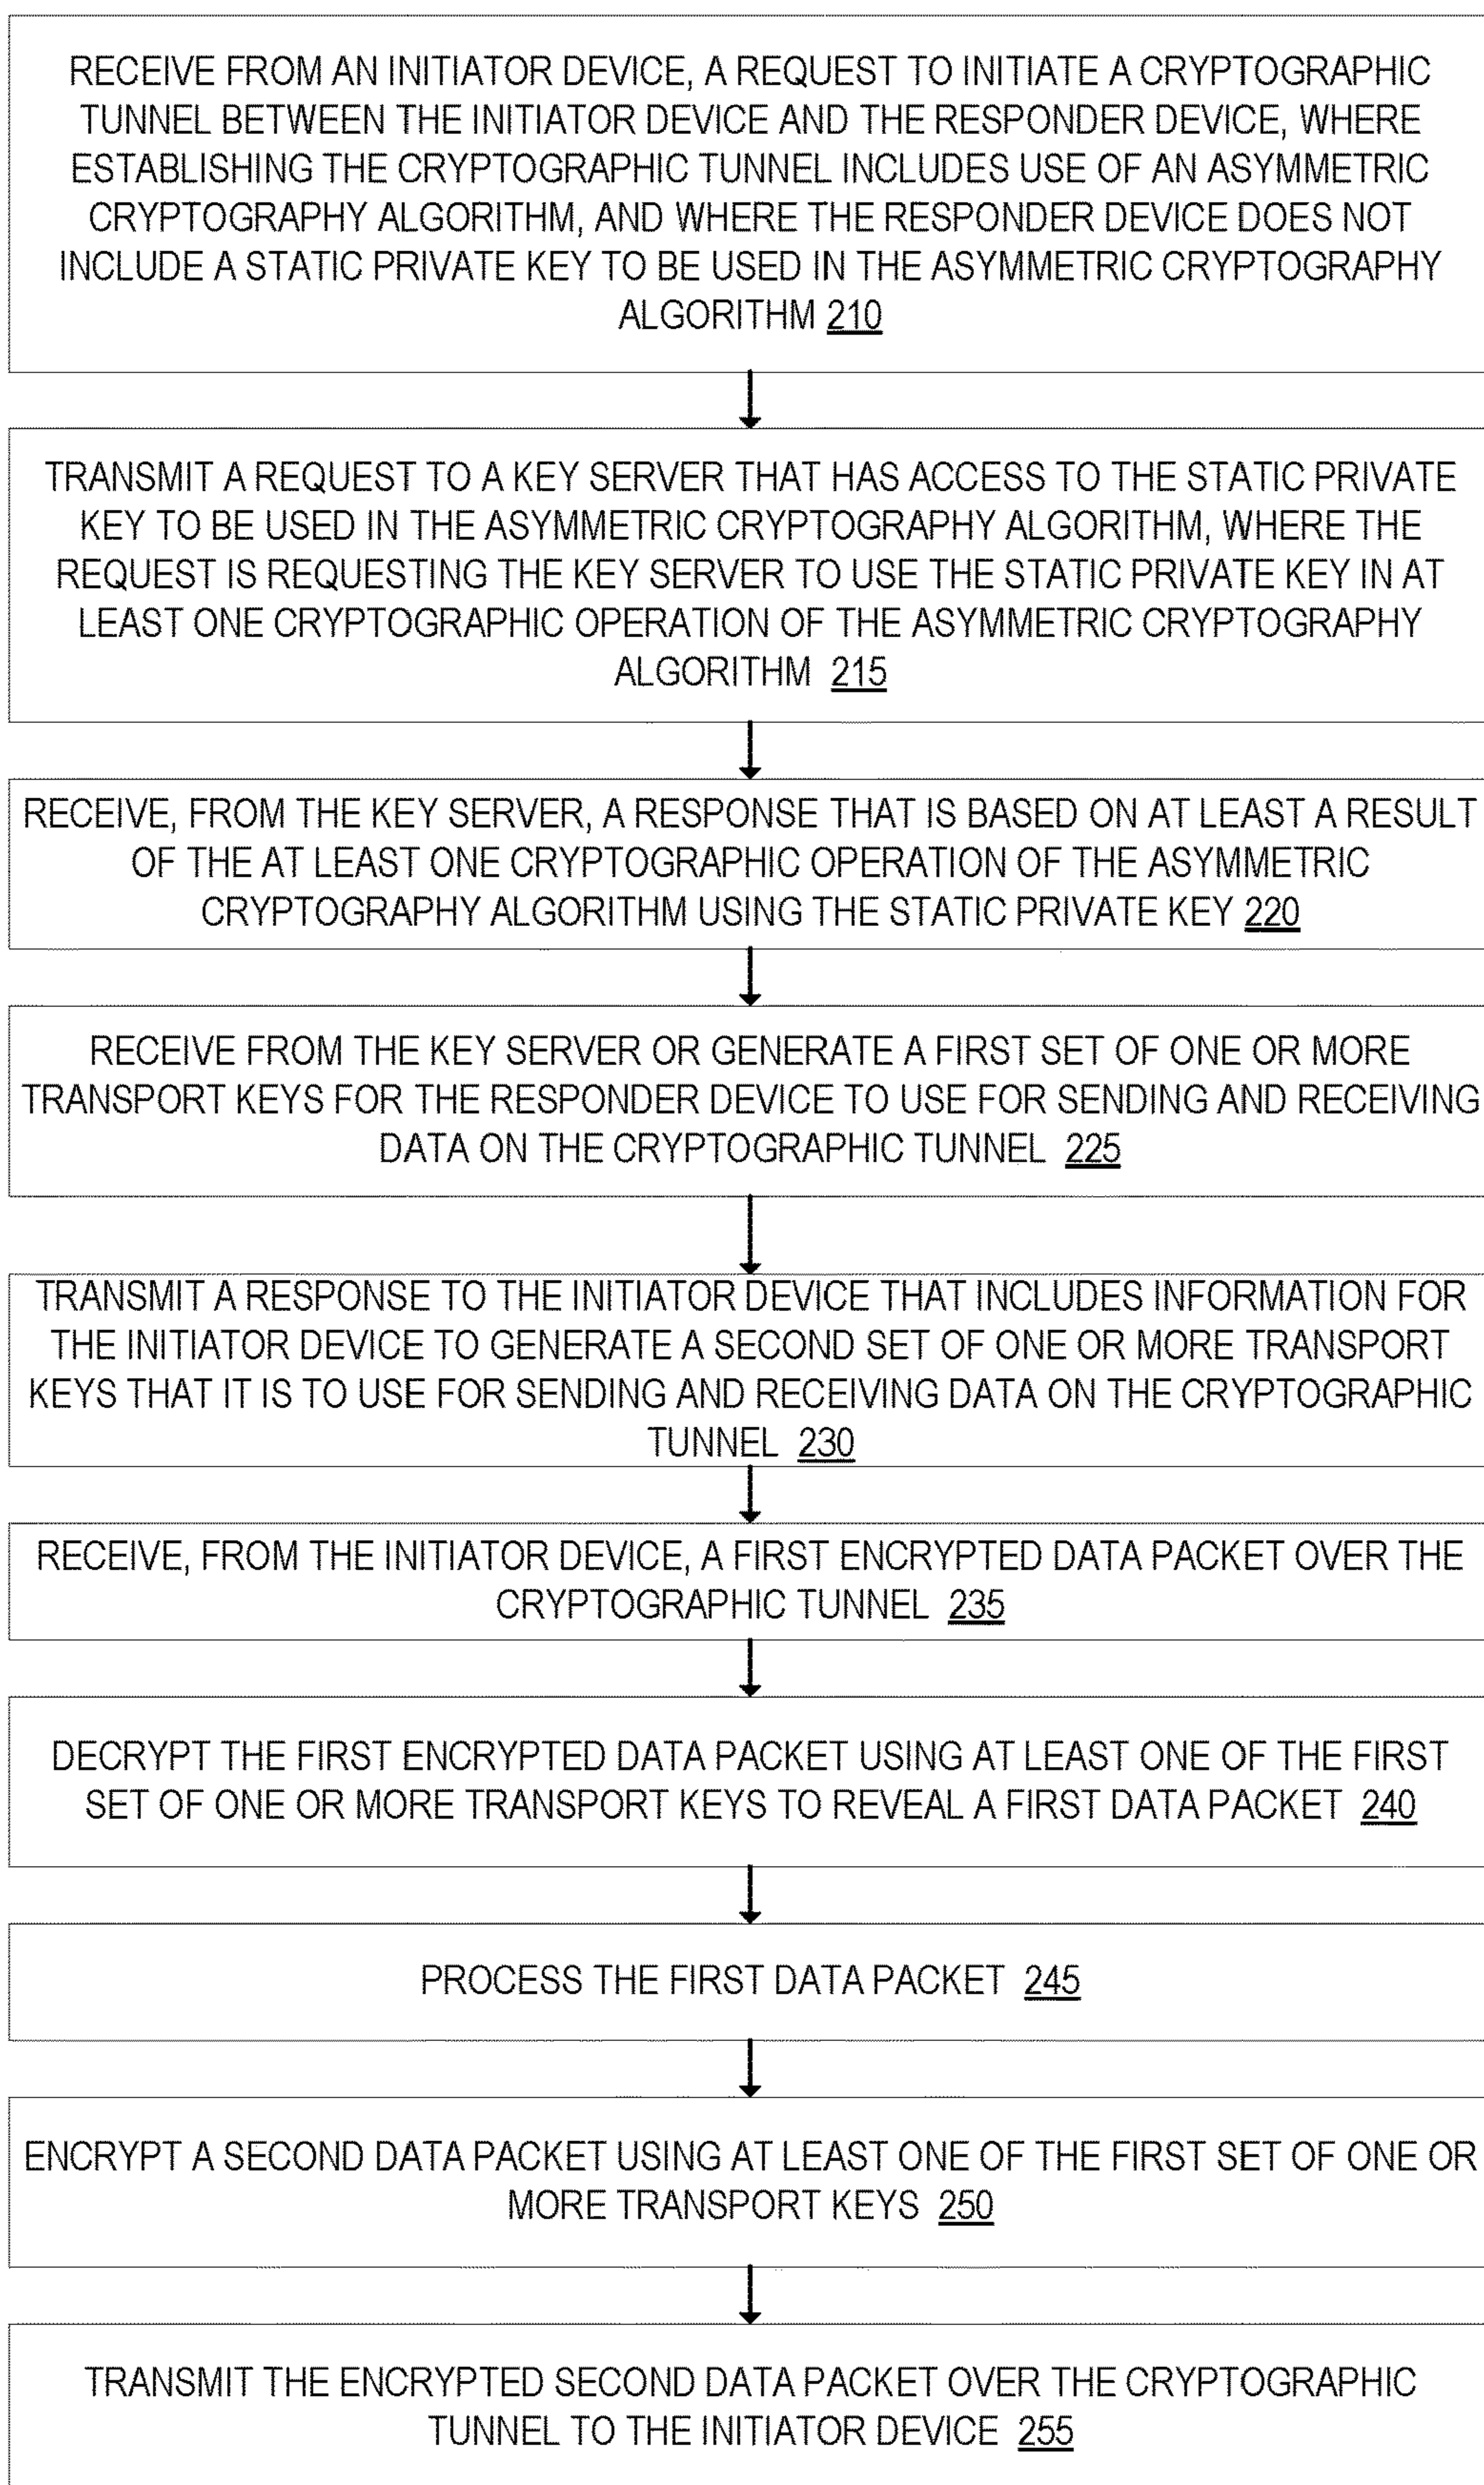 RECEIVE FROM AN INITIATOR DEVICE, A REQUEST TO INITIATE A CRYPTOGRAPHIC
TUNNEL BETWEEN THE INITIATOR DEVICE AND THE RESPONDER DEVICE, WHERE
ESTABLISHING THE CRYPTOGRAPHIC TUNNEL INCLUDES USE OF AN ASYMMETRIC
CRYPTOGRAPHY ALGORITHM, AND WHERE THE RESPONDER DEVICE DOES NOT
INCLUDE A STATIC PRIVATE KEY TO BE USED IN THE ASYMMETRIC CRYPTOGRAPHY
ALGORITHM 210
TRANSMIT A REQUEST TO A KEY SERVER THAT HAS ACCESS TO THE STATIC PRIVATE
KEY TO BE USED IN THE ASYMMETRIC CRYPTOGRAPHY ALGORITHM, WHERE THE
REQUEST IS REQUESTING THE KEY SERVER TO USE THE STATIC PRIVATE KEY IN AT
LEAST ONE CRYPTOGRAPHIC OPERATION OF THE ASYMMETRIC CRYPTOGRAPHY
ALGORITHM 215
RECEIVE, FROM THE KEY SERVER, A RESPONSE THAT IS BASED ON AT LEAST A RESULT
OF THE AT LEAST ONE CRYPTOGRAPHIC OPERATION OF THE ASYMMETRIC
CRYPTOGRAPHY ALGORITHM USING THE STATIC PRIVATE KEY 220
RECEIVE FROM THE KEY SERVER OR GENERATE A FIRST SET OF ONE OR MORE
TRANSPORT KEYS FOR THE RESPONDER DEVICE TO USE FOR SENDING AND RECEIVING
DATA ON THE CRYPTOGRAPHIC TUNNEL 225
TRANSMIT A RESPONSE TO THE INITIATOR DEVICE THAT INCLUDES INFORMATION FOR
THE INITIATOR DEVICE TO GENERATE A SECOND SET OF ONE OR MORE TRANSPORT
KEYS THAT IT IS TO USE FOR SENDING AND RECEIVING DATA ON THE CRYPTOGRAPHIC
TUNNEL 230
RECEIVE, FROM THE INITIATOR DEVICE, A FIRST ENCRYPTED DATA PACKET OVER THE
CRYPTOGRAPHIC TUNNEL 235
DECRYPT THE FIRST ENCRYPTED DATA PACKET USING AT LEAST ONE OF THE FIRST
SET OF ONE OR MORE TRANSPORT KEYS TO REVEAL A FIRST DATA PACKET 240
PROCESS THE FIRST DATA PACKET 245
ENCRYPT A SECOND DATA PACKET USING AT LEAST ONE OF THE FIRST SET OF ONE OR
MORE TRANSPORT KEYS 250
TRANSMIT THE ENCRYPTED SECOND DATA PACKET OVER THE CRYPTOGRAPHIC
TUNNEL TO THE INITIATOR DEVICE 255